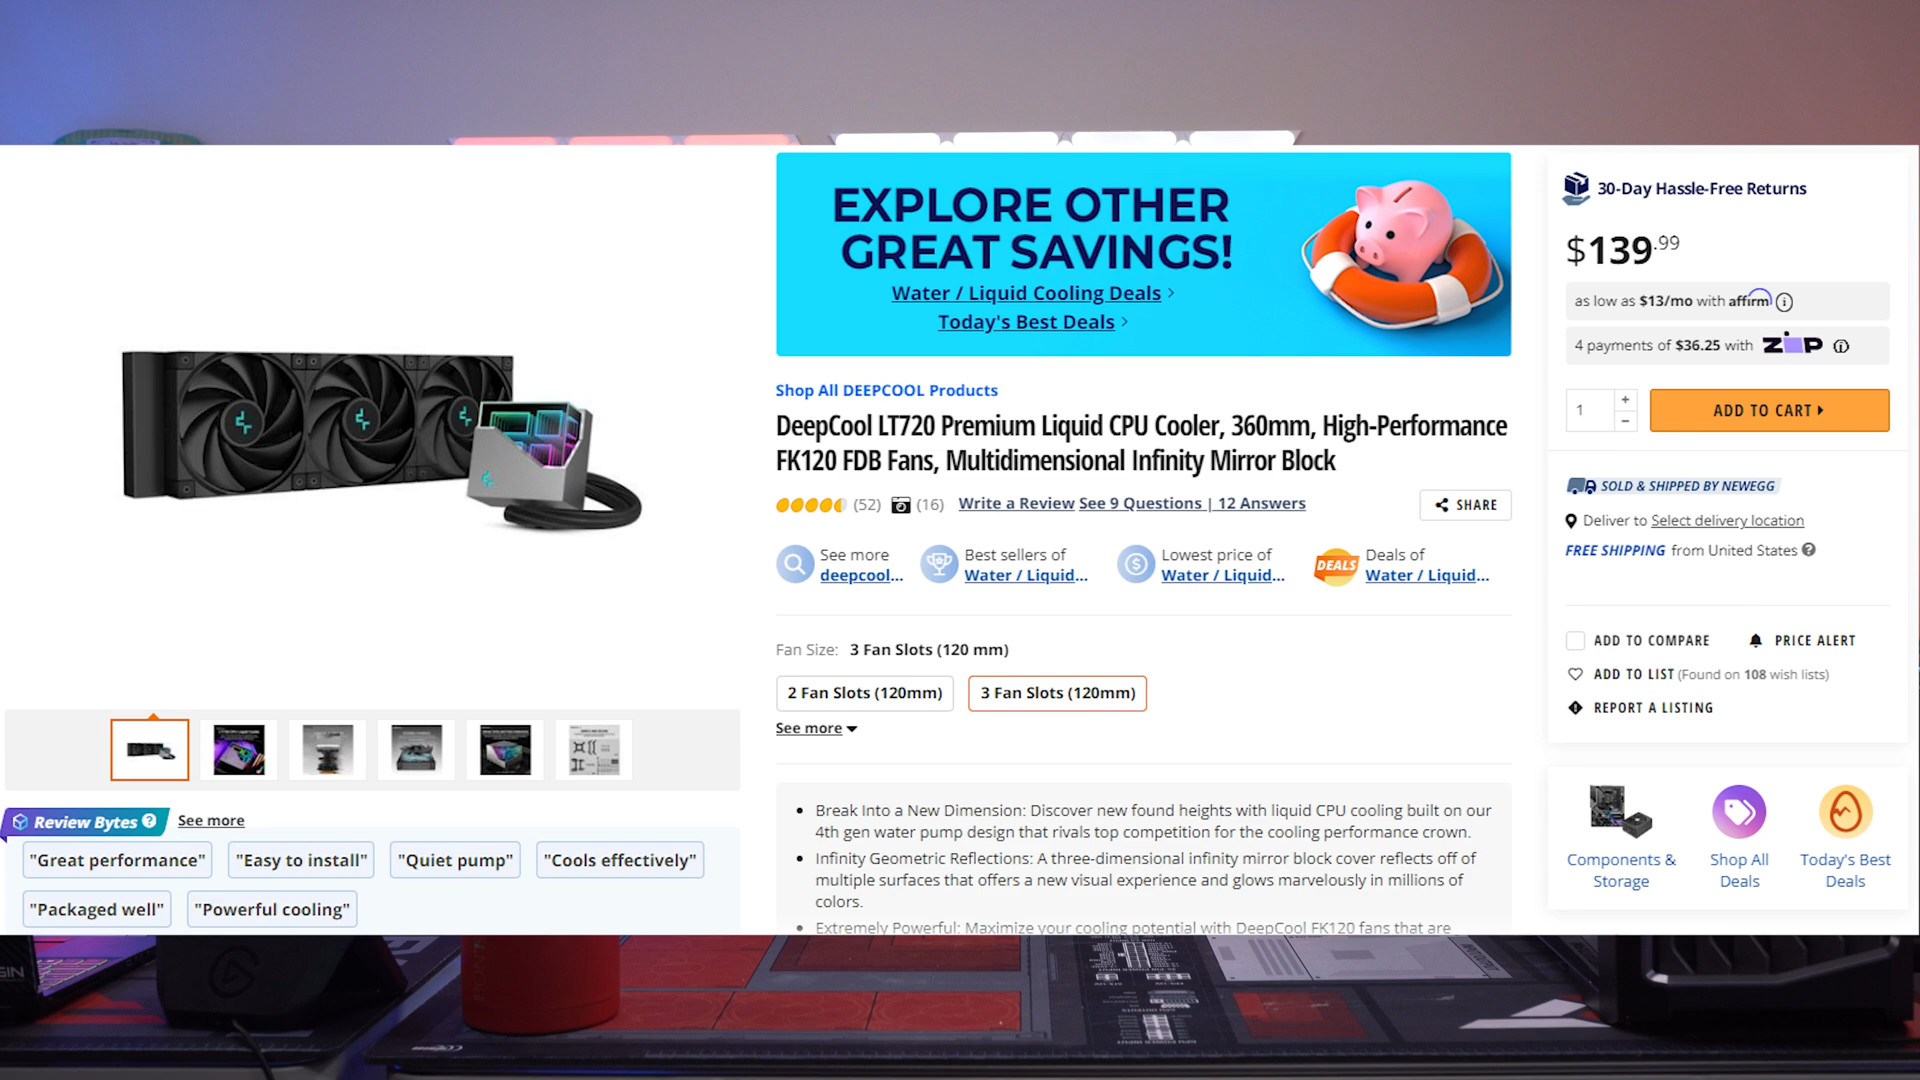 EXPLORE OTHER
GREAT SAVINGS!
Water / Liquid Cooling Deals
Today's Best Deals
Shop All DEEPCOOL Products
DeepCool LT720 Premium Liquid CPU Cooler, 360mm, High-Performance
FK120 FDB Fans, Multidimensional Infinity Mirror Block
(52) (16) Write a Review See 9 Questions | 12 Answers
SHARE
See more
deepcool...
Best sellers of
Water / Liquid...
Lowest price of
Water / Liquid...
DEALS
Deals of
Water / Liquid...
Fan Size: 3 Fan Slots (120 mm)
2 Fan Slots (120mm)
3 Fan Slots (120mm)
See more
Break Into a New Dimension: Discover new found heights with liquid CPU cooling built on our
4th gen water pump design that rivals top competition for the cooling performance crown.
Infinity Geometric Reflections: A three-dimensional infinity mirror block cover reflects off of
multiple surfaces that offers a new visual experience and glows marvelously in millions of
colors.
Extremely Powerful: Maximize your cooling potential with DeepCool FK120 fans that are
Review Bytes
See more
"Great performance"
"Easy to install"
"Quiet pump"
"Cools effectively"
"Packaged well"
"Powerful cooling"
30-Day Hassle-Free Returns
$139.99
as low as $13/mo with affirm
4 payments of $36.25 with ZIP
1
+
-
ADD TO CART
SOLD & SHIPPED BY NEWEGG
Deliver to Select delivery location
FREE SHIPPING from United States
ADD TO COMPARE
PRICE ALERT
ADD TO LIST (Found on 108 wish lists)
REPORT A LISTING
Components &
Storage
Shop All
Deals
Today's Best
Deals